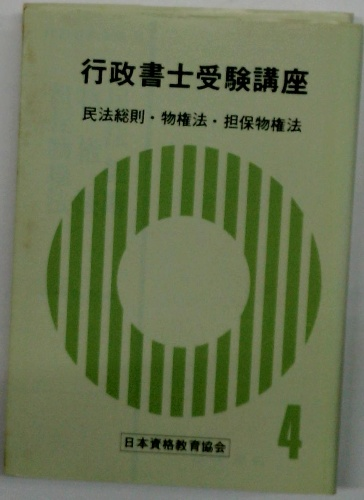 行政書士受験講座
民法総則・物権法・担保物権法
日本資格教育協会
4